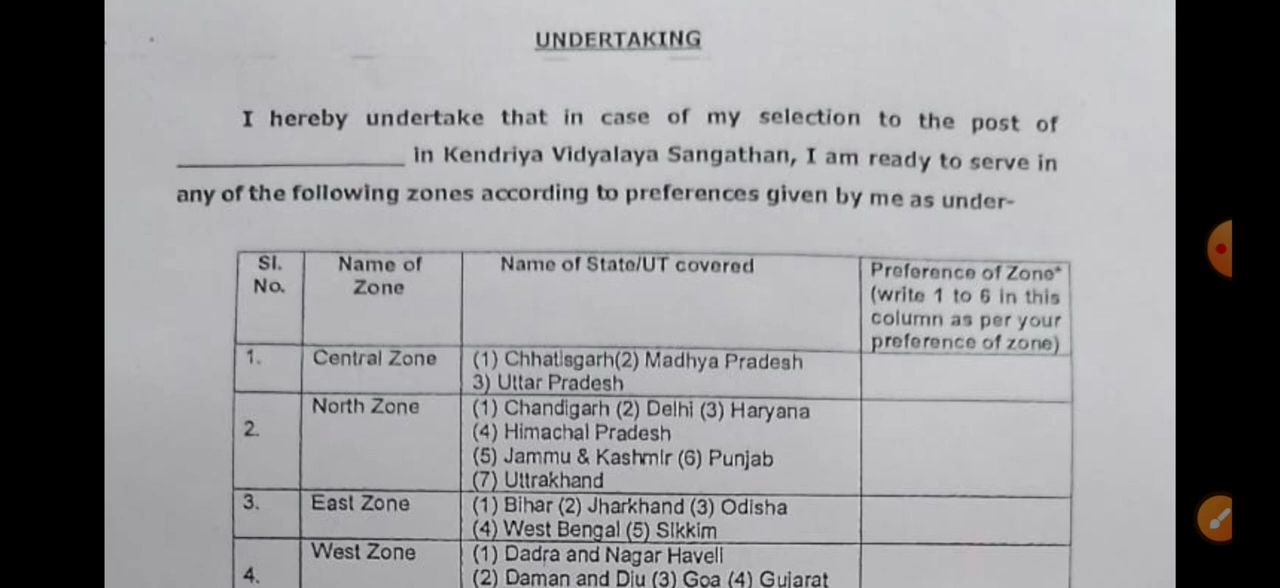 UNDERTAKING
I hereby undertake that in case of my selection to the post of
____________________ in Kendriya Vidyalaya Sangathan, I am ready to serve in
any of the following zones according to preferences given by me as under-
Sl. No.
Name of Zone
Name of State/UT covered
Preference of Zone*
(write 1 to 6 in this
column as per your
preference of zone)
1.
Central Zone
(1) Chhatisgarh(2) Madhya Pradesh
3) Uttar Pradesh
2.
North Zone
(1) Chandigarh (2) Delhi (3) Haryana
(4) Himachal Pradesh
(5) Jammu & Kashmir (6) Punjab
(7) Uttrakhand
3.
East Zone
(1) Bihar (2) Jharkhand (3) Odisha
(4) West Bengal (5) Sikkim
4.
West Zone
(1) Dadra and Nagar Haveli
(2) Daman and Diu (3) Goa (4) Gujarat